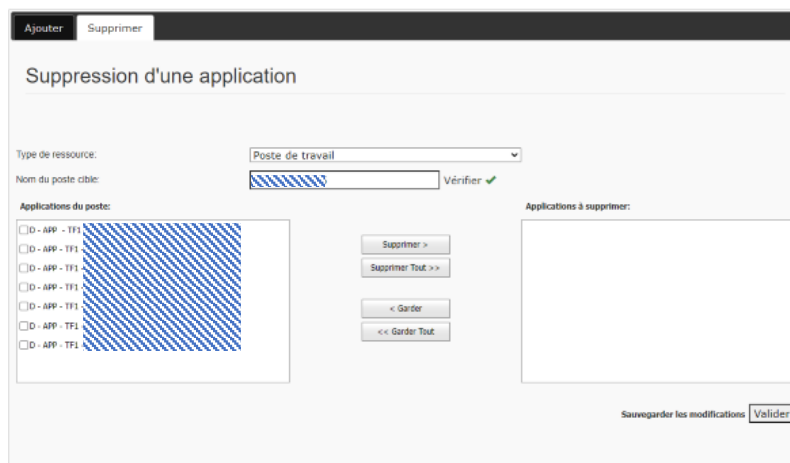 Ajouter Supprimer
Suppression d'une application
Type de ressource: Poste de travail
Nom du poste cible: Vérifier
Applications du poste: Applications à supprimer:
D - APP - TF1
D - APP - TF1 -
D - APP - TF1 -
D - APP - TF1 -
D - APP - TF1 -
D - APP - TF1 -
D - APP - TF1 -
Supprimer >
Supprimer Tout >>
< Garder
<< Garder Tout
Sauvegarder les modifications Valider